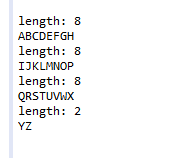 length: 8
ABCDEFGH
length: 8
IJKLMNOP
length: 8
QRSTUVWX
length: 2
YZ